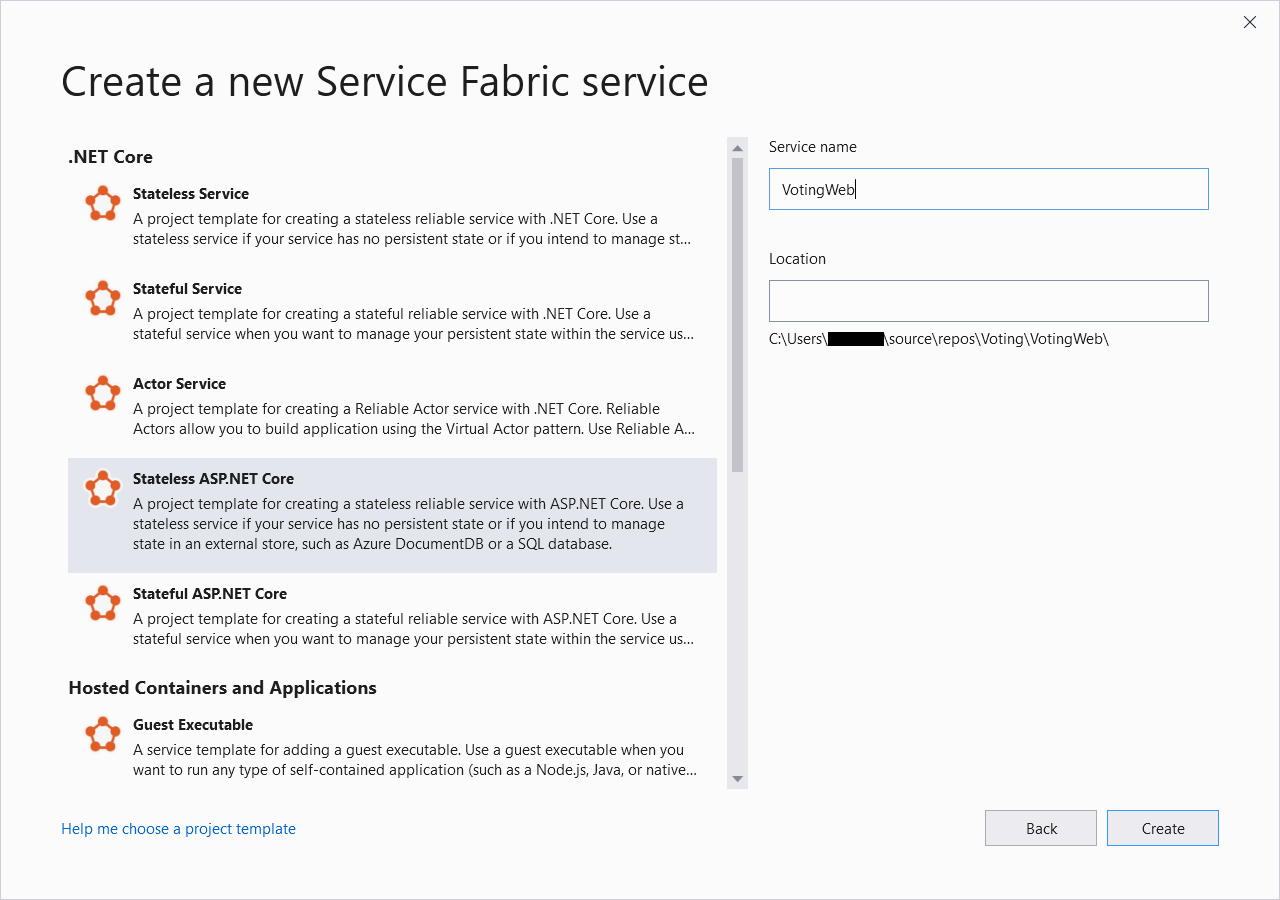 Create a new Service Fabric service
.NET Core
Stateless Service
A project template for creating a stateless reliable service with .NET Core. Use a
stateless service if your service has no persistent state or if you intend to manage st...
Stateful Service
A project template for creating a stateful reliable service with .NET Core. Use a
stateful service when you want to manage your persistent state within the service us...
Actor Service
A project template for creating a Reliable Actor service with .NET Core. Reliable
Actors allow you to build application using the Virtual Actor pattern. Use Reliable A...
Stateless ASP.NET Core
A project template for creating a stateless reliable service with ASP.NET Core. Use a
stateless service if your service has no persistent state or if you intend to manage
state in an external store, such as Azure DocumentDB or a SQL database.
Stateful ASP.NET Core
A project template for creating a stateful reliable service with ASP.NET Core. Use a
stateful service when you want to manage your persistent state within the service us...
Hosted Containers and Applications
Guest Executable
A service template for adding a guest executable. Use a guest executable when you
want to run any type of self-contained application (such as a Node.js, Java, or native...
Service name
VotingWeb
Location
C:\Users\ \source\repos\Voting\VotingWeb\
Help me choose a project template
Back
Create